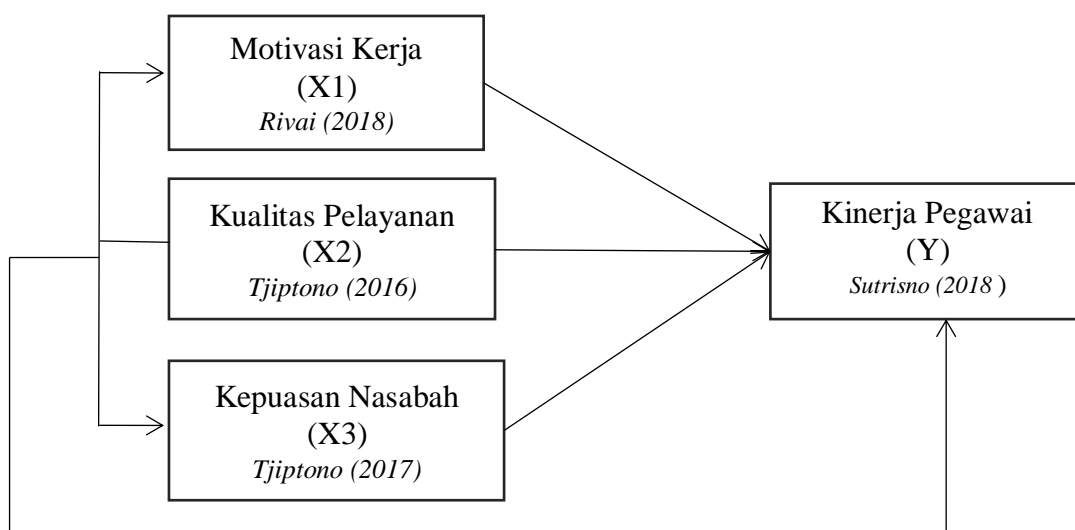 Motivasi Kerja
(X1)
Rivai (2018)
Kualitas Pelayanan
(X2)
Tjiptono (2016)
Kepuasan Nasabah
(X3)
Tjiptono (2017)
Kinerja Pegawai
(Y)
Sutrisno (2018 )